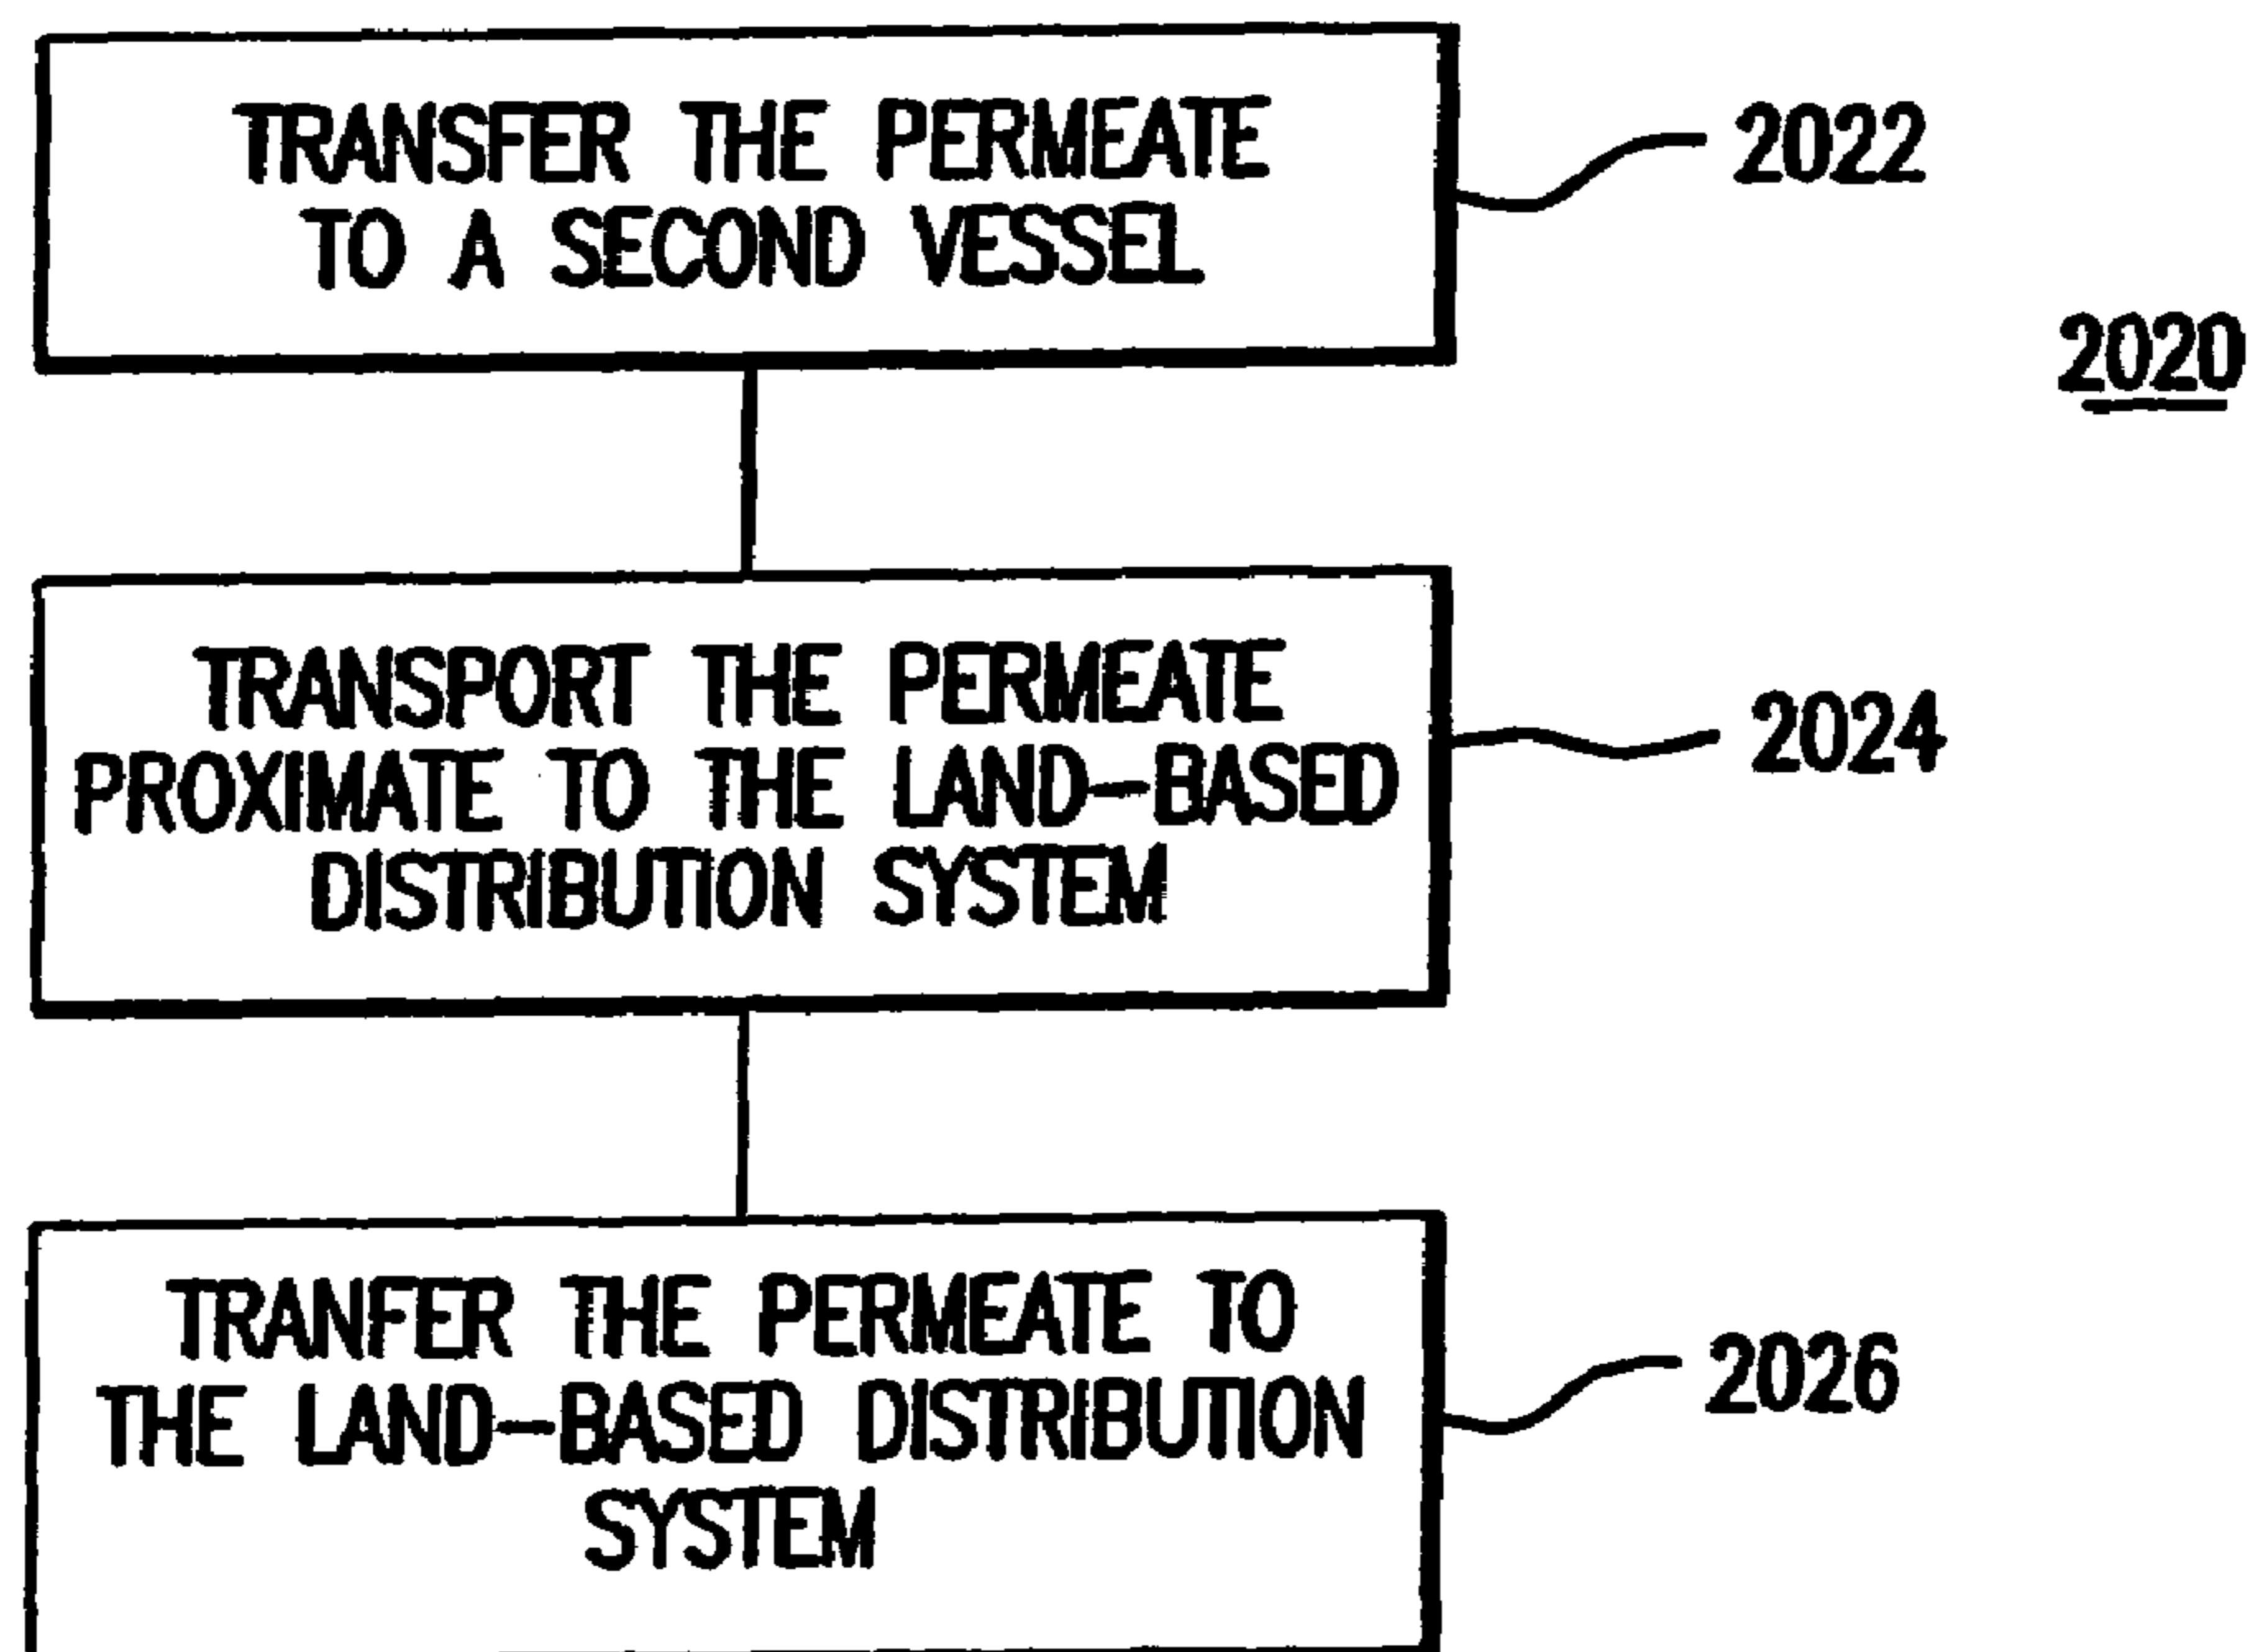 TRANSFER THE PERMEATE
TO A SECOND VESSEL
2022
2020
TRANSPORT THE PERMEATE
PROXIMATE TO THE LAND-BASED
DISTRIBUTION SYSTEM
2024
TRANFER THE PERMEATE TO
THE LAND-BASED DISTRIBUTION
SYSTEM
2026